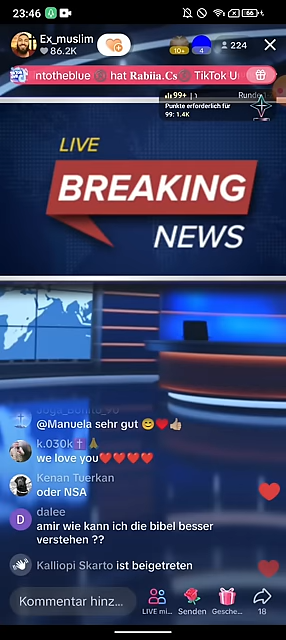 23:46
Ex_muslim
86.2K
10+
4
224
intotheblue hat Rabiia.Cs TikTok U
99+
Runde
Punkte erforderlich für
99: 1.4K
LIVE
BREAKING
NEWS
@Manuela sehr gut 😊❤️👍🏼
k.030k✝️🙏
we love you❤️❤️❤️❤️
Kenan Tuerkan
oder NSA
D
dalee
amir wie kann ich die bibel besser
verstehen ??
Kalliopi Skarto ist beigetreten
Kommentar hinz...
LIVE mi...
Senden
Gesche...
18